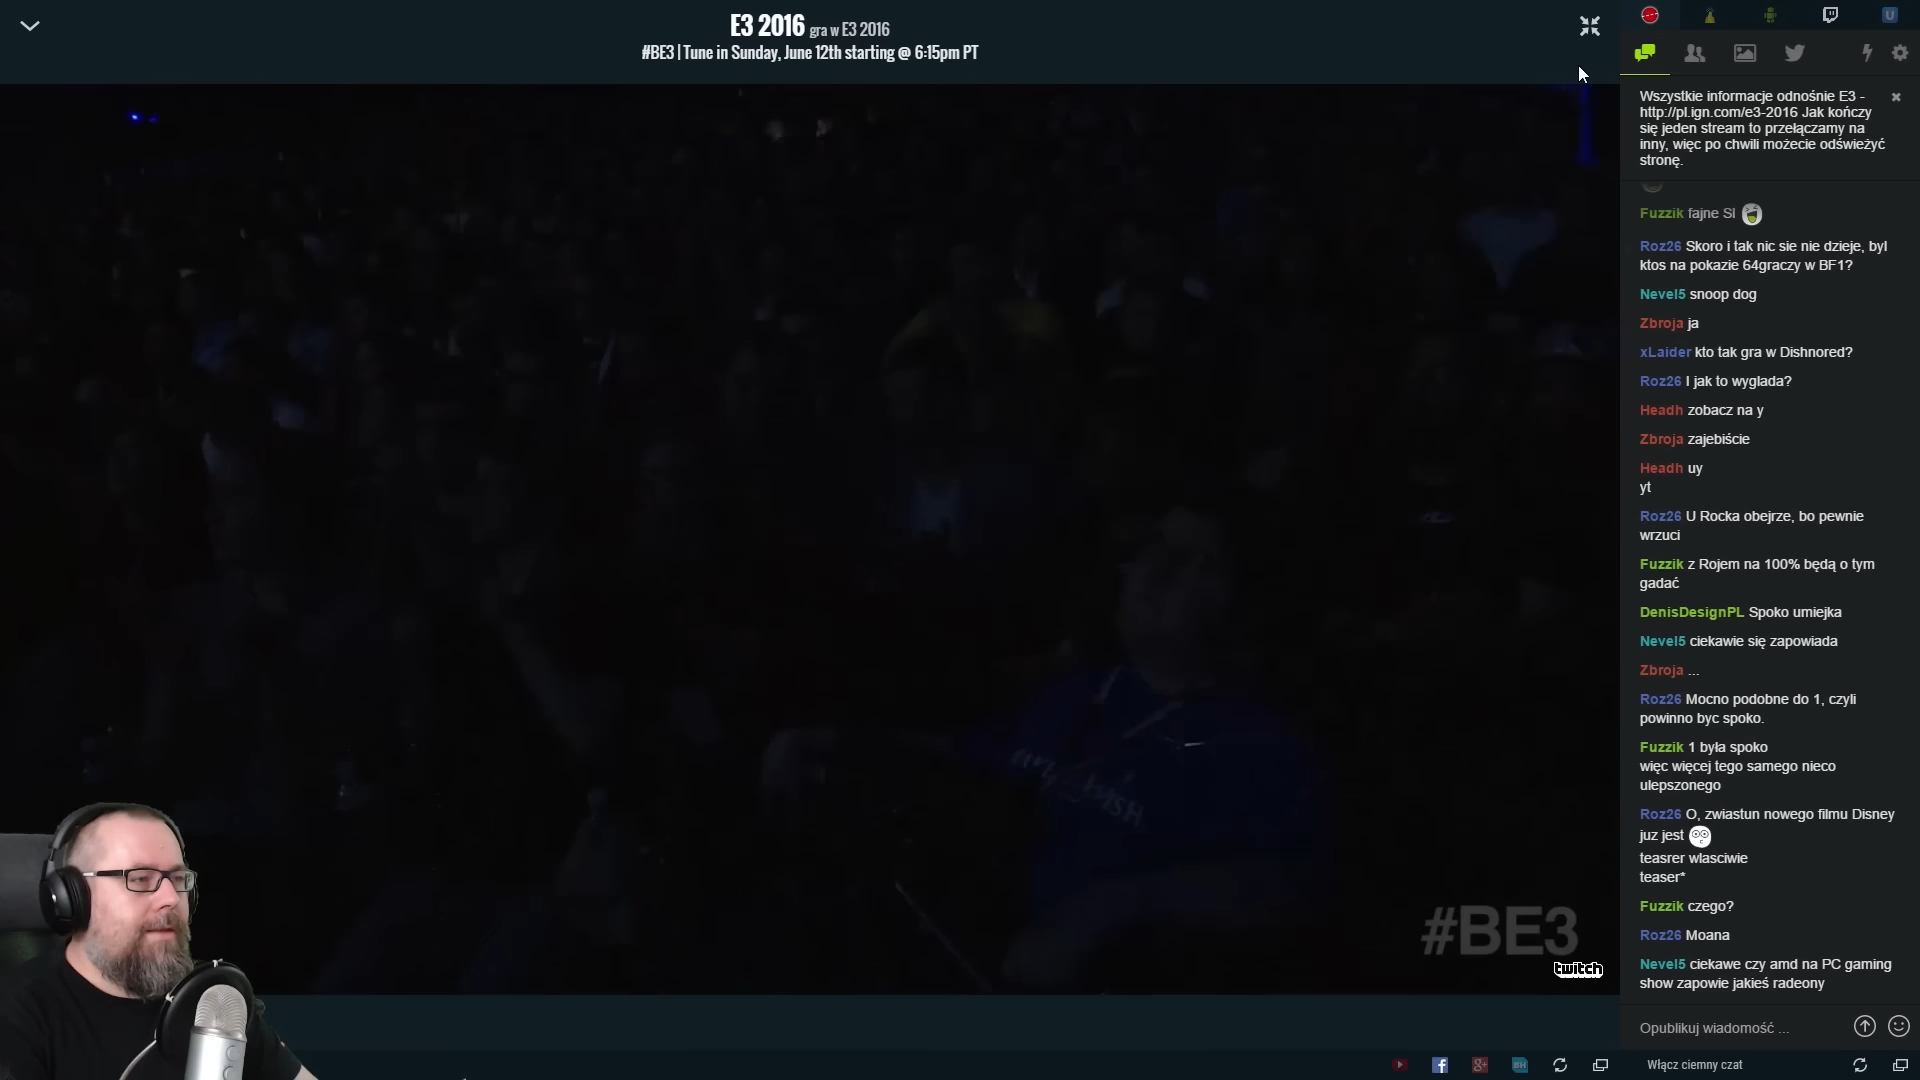 E3 2016 gra w E3 2016
#BE3 | Tune in Sunday, June 12th starting @ 6:15pm PT
Wszystkie informacje odnośnie E3 -
http://pl.ign.com/e3-2016 Jak kończy
się jeden stream to przełączamy na
inny, więc po chwili możecie odświeżyć
stronę.
Fuzzik fajne SI
Roz26 Skoro i tak nic sie nie dzieje, byl
ktos na pokazie 64graczy w BF1?
Nevel5 snoop dog
Zbroja ja
xLaider kto tak gra w Dishnored?
Roz26 I jak to wyglada?
Headh zobacz na y
Zbroja zajebiście
Headh uy
yt
Roz26 U Rocka obejrze, bo pewnie
wrzuci
Fuzzik z Rojem na 100% będą o tym
gadać
DenisDesignPL Spoko umiejka
Nevel5 ciekawie się zapowiada
Zbroja ...
Roz26 Mocno podobne do 1, czyli
powinno byc spoko.
Fuzzik 1 była spoko
więc więcej tego samego nieco
ulepszonego
Roz26 O, zwiastun nowego filmu Disney
juz jest
teasrer wlasciwie
teaser*
Fuzzik czego?
Roz26 Moana
Nevel5 ciekawe czy amd na PC gaming
show zapowie jakieś radeony
#BE3
twitch
Opublikuj wiadomość ...
Włącz ciemny czat